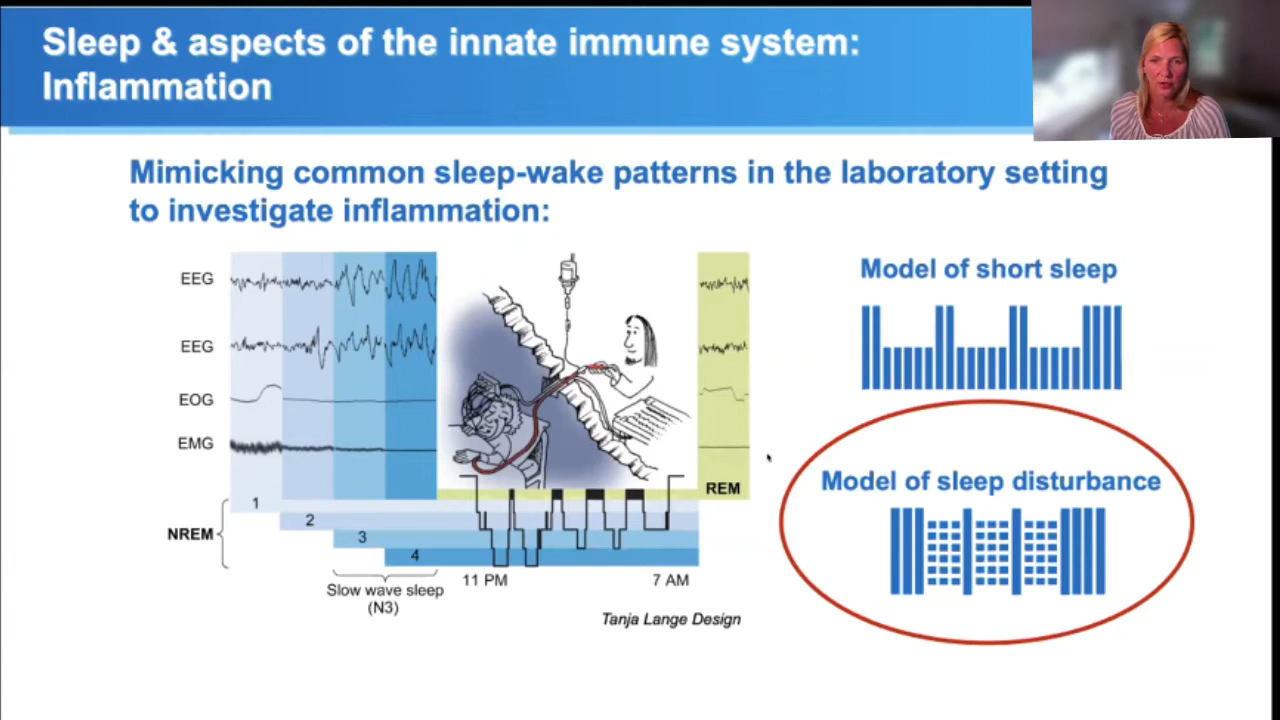 Sleep & aspects of the innate immune system:
Inflammation
Mimicking common sleep-wake patterns in the laboratory setting
to investigate inflammation:
EEG
EEG
EOG
EMG
NREM
1
2
3
4
REM
Slow wave sleep
(N3)
11 PM
7 AM
Tanja Lange Design
Model of short sleep
Model of sleep disturbance